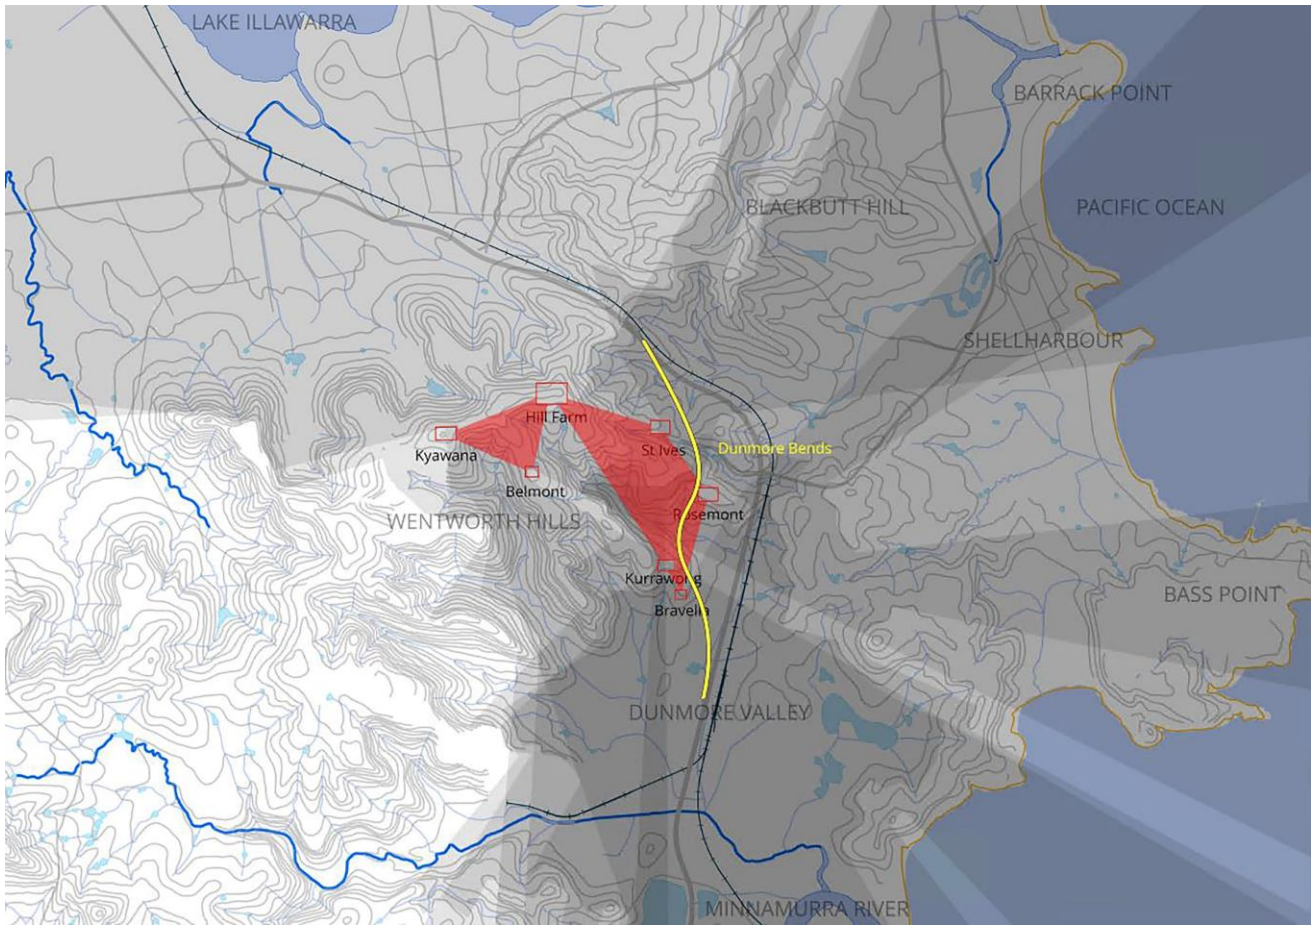 LAKE ILLAWARRA
BARRACK POINT
BLACKBUTT HILL
PACIFIC OCEAN
SHELLHARBOUR
Hill Farm
Kyawana
St Ives
Dunmore Bends
Belmont
Rosemont
WENTWORTH HILLS
Kurrawong
BASS POINT
Bravella
DUNMORE VALLEY
MINNAMURRA RIVER